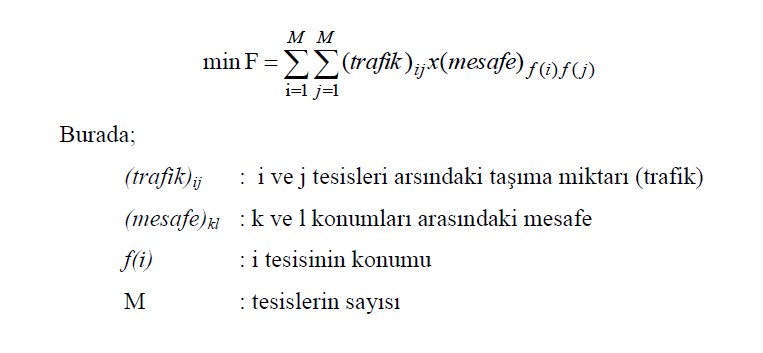 min F = \sum_{i=1}^{M} \sum_{j=1}^{M} (trafik)_{ij} x(mesafe)_{f(i)f(j)}
Burada;
(trafik)ij : i ve j tesisleri arsındaki taşıma miktarı (trafik)
(mesafe)kl : k ve l konumları arasındaki mesafe
f(i) : i tesisinin konumu
M : tesislerin sayısı